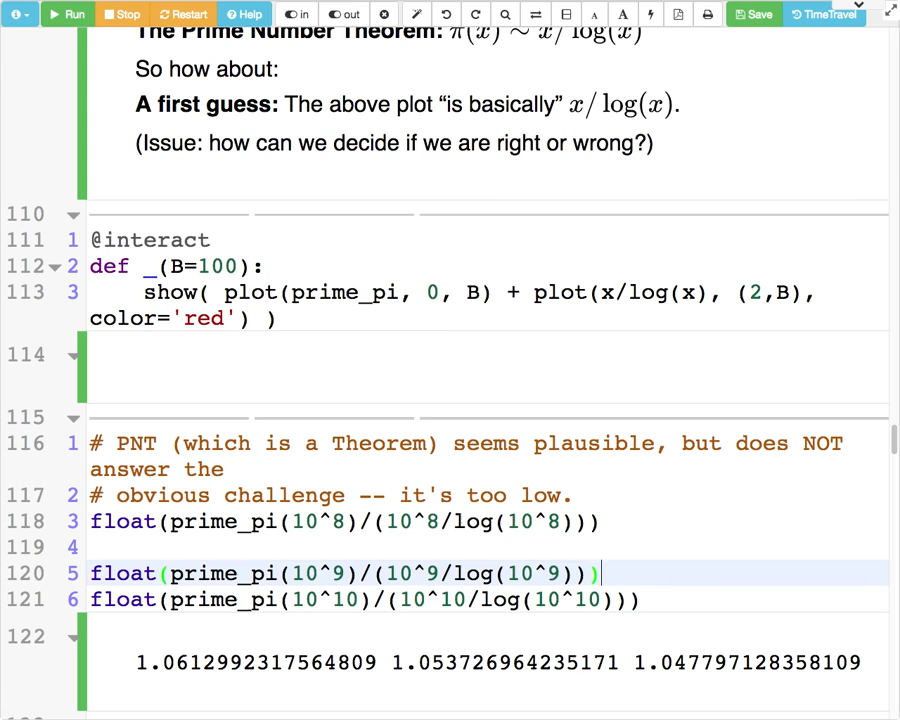 Run Stop Restart Help in out A A Save TimeTravel
The Prime Number Theorem: π(x) ∼ x/ log(x)
So how about:
A first guess: The above plot “is basically” x/ log(x).
(Issue: how can we decide if we are right or wrong?)
110
111 1 @interact
112 2 def _(B=100):
113 3 show( plot(prime_pi, 0, B) + plot(x/log(x), (2,B),
color='red') )
114
115
116 1 # PNT (which is a Theorem) seems plausible, but does NOT
answer the
117 2 # obvious challenge -- it's too low.
118 3 float(prime_pi(10^8)/(10^8/log(10^8)))
119 4
120 5 float(prime_pi(10^9)/(10^9/log(10^9)))
121 6 float(prime_pi(10^10)/(10^10/log(10^10)))
122
1.0612992317564809 1.053726964235171 1.047797128358109